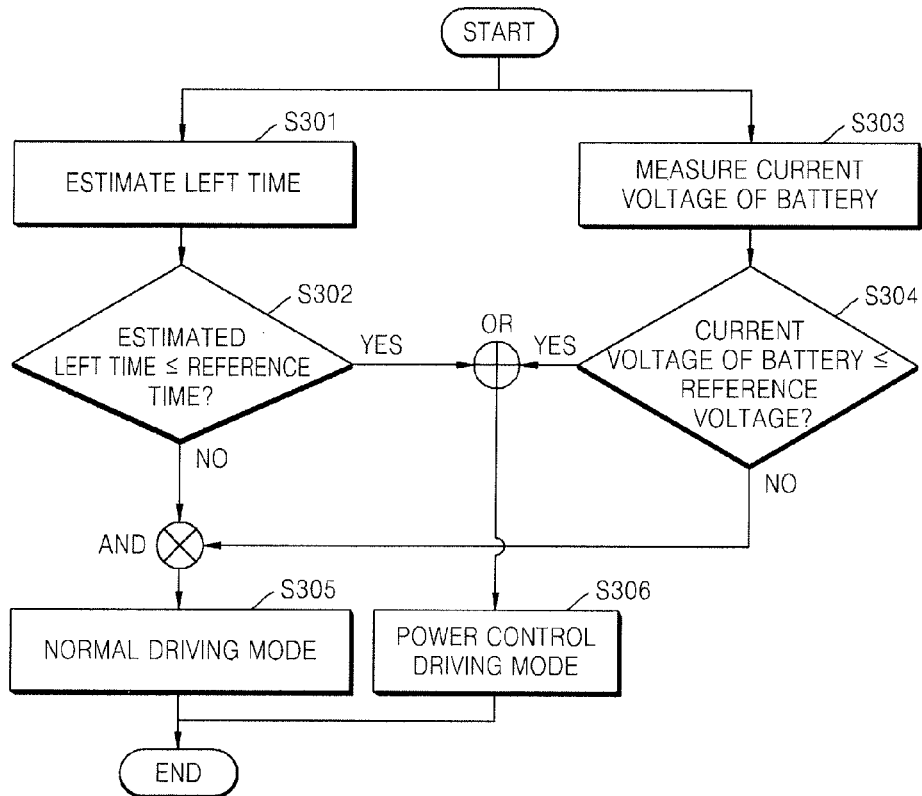 START
S301
ESTIMATE LEFT TIME
S303
MEASURE CURRENT
VOLTAGE OF BATTERY
S302
ESTIMATED
LEFT TIME ≤ REFERENCE
TIME?
YES
OR
YES
S304
CURRENT
VOLTAGE OF BATTERY ≤
REFERENCE
VOLTAGE?
NO
NO
AND
S305
NORMAL DRIVING MODE
S306
POWER CONTROL
DRIVING MODE
END